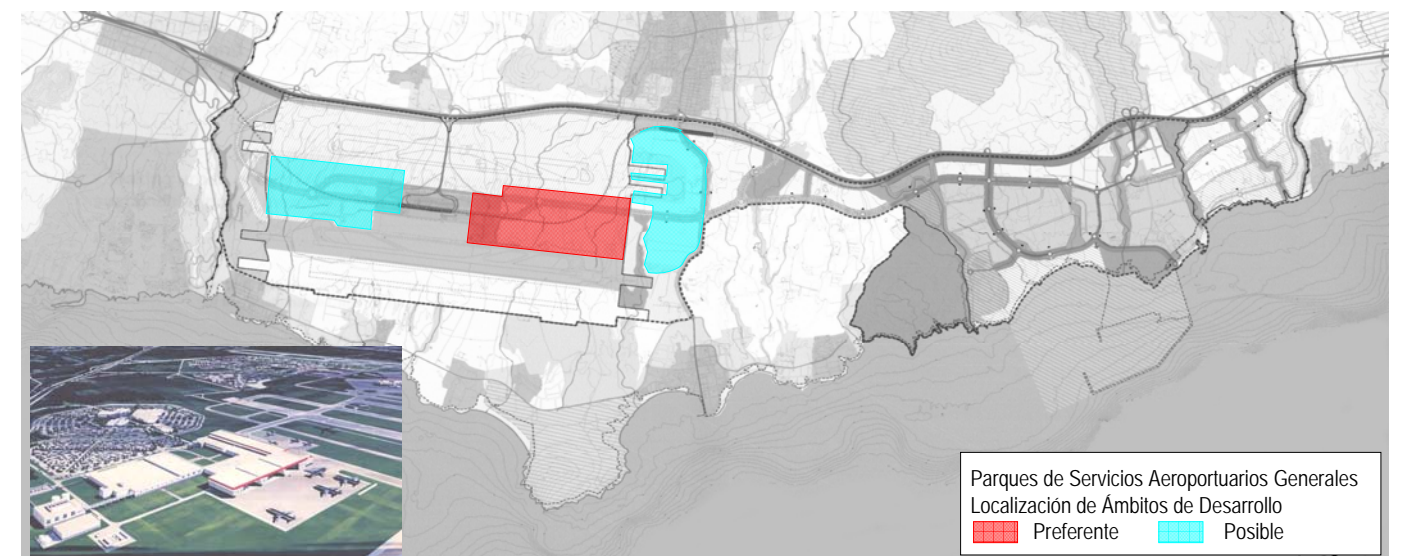 Parques de Servicios Aeroportuarios Generales
Localización de Ámbitos de Desarrollo
Preferente Posible